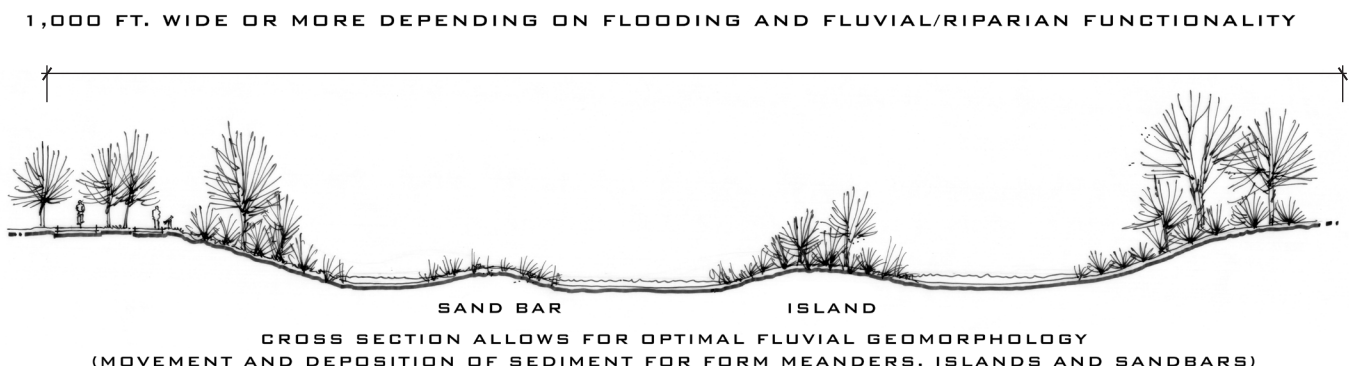 1,000 FT. WIDE OR MORE DEPENDING ON FLOODING AND FLUVIAL/RIPARIAN FUNCTIONALITY
SAND BAR
ISLAND
CROSS SECTION ALLOWS FOR OPTIMAL FLUVIAL GEOMORPHOLOGY
(MOVEMENT AND DEPOSITION OF SEDIMENT FOR FORM MEANDERS, ISLANDS AND SANDBARS)